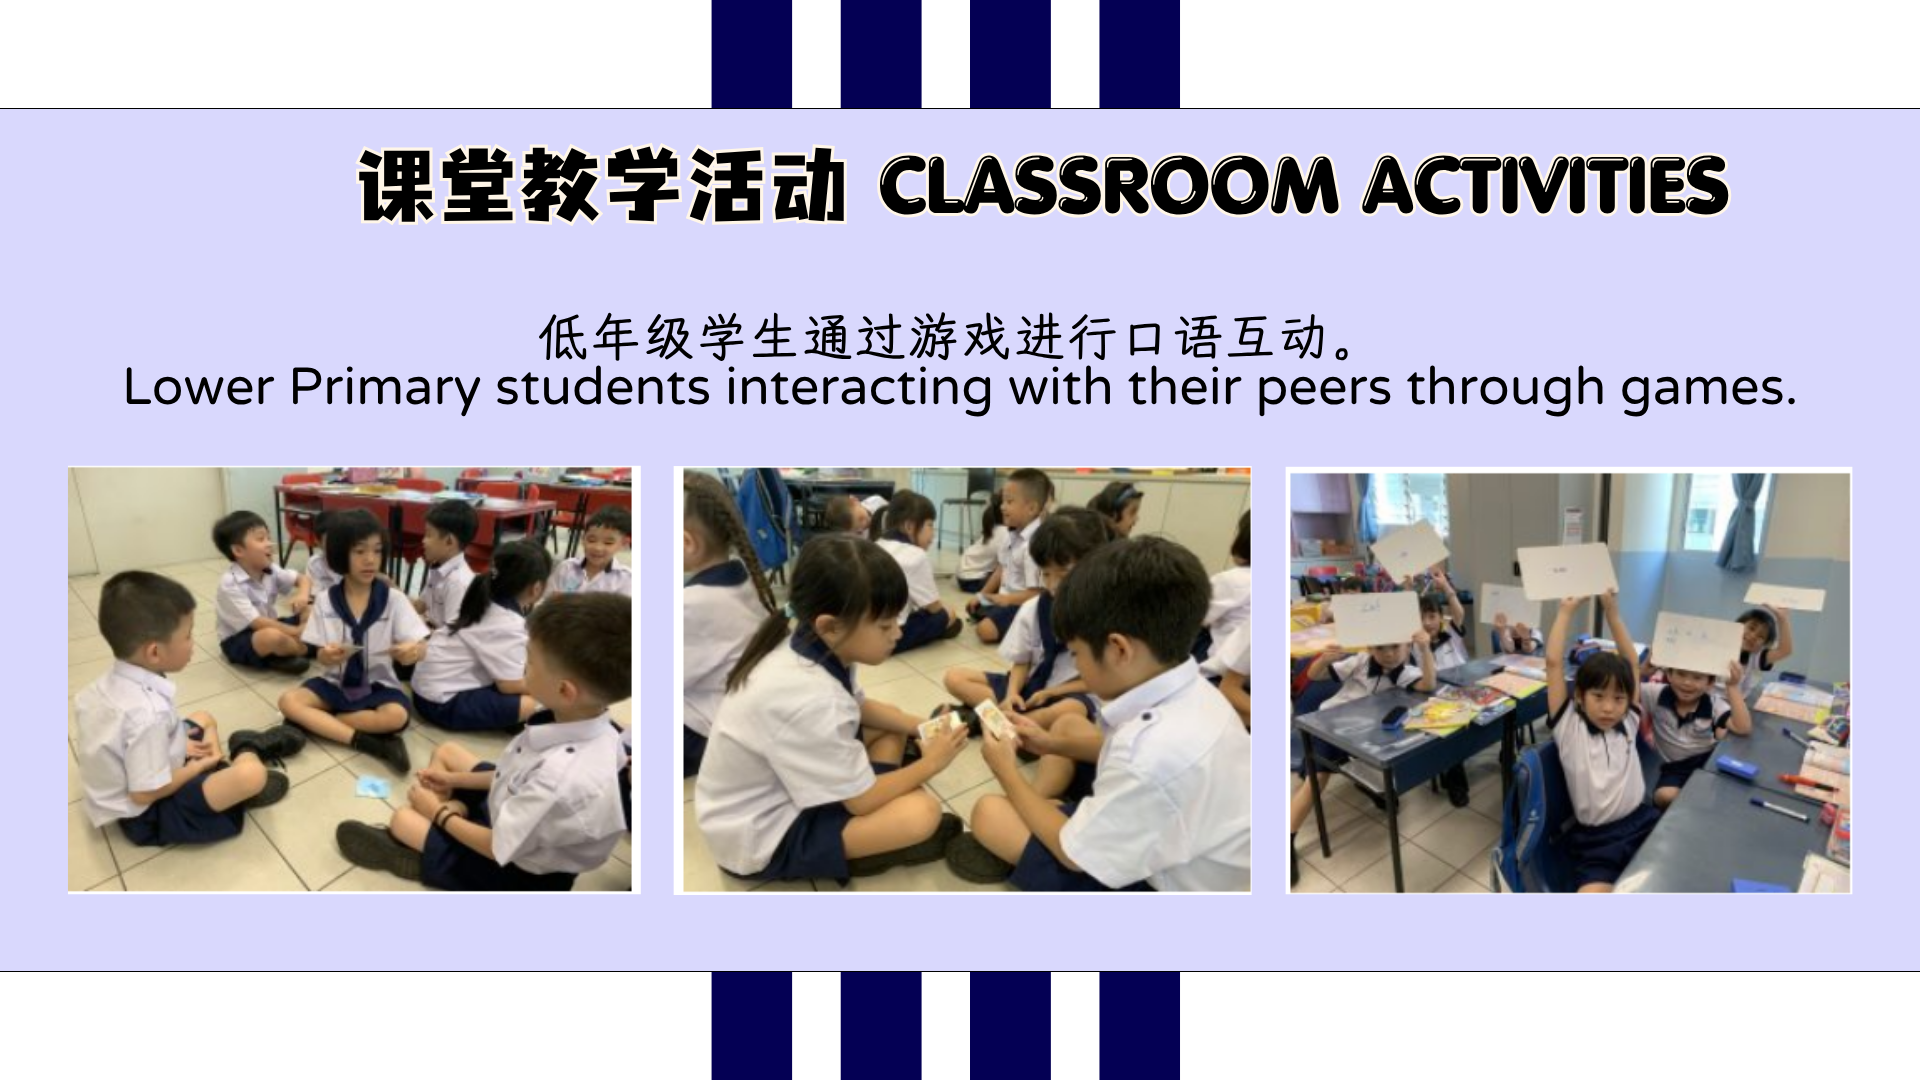 课堂教学活动 CLASSROOM ACTIVITIES
低年级学生通过游戏进行口语互动。
Lower Primary students interacting with their peers through games.